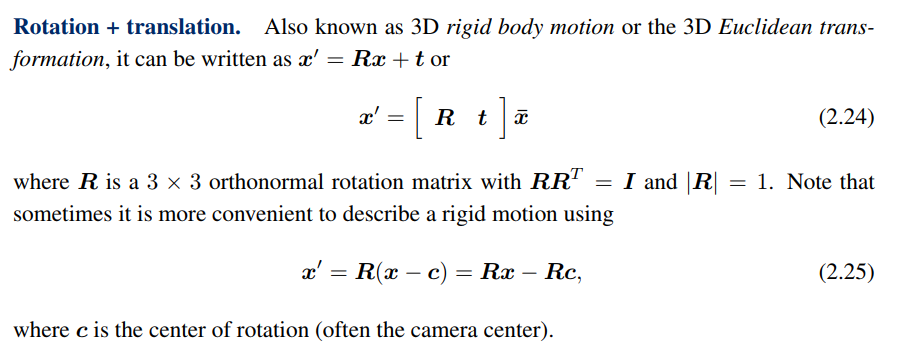 Rotation + translation. Also known as 3D rigid body motion or the 3D Euclidean trans-
formation, it can be written as x′ = Rx + t or
x′ = [ R t ] x̄ (2.24)
where R is a 3 × 3 orthonormal rotation matrix with RRᵀ = I and |R| = 1. Note that
sometimes it is more convenient to describe a rigid motion using
x′ = R(x − c) = Rx − Rc, (2.25)
where c is the center of rotation (often the camera center).